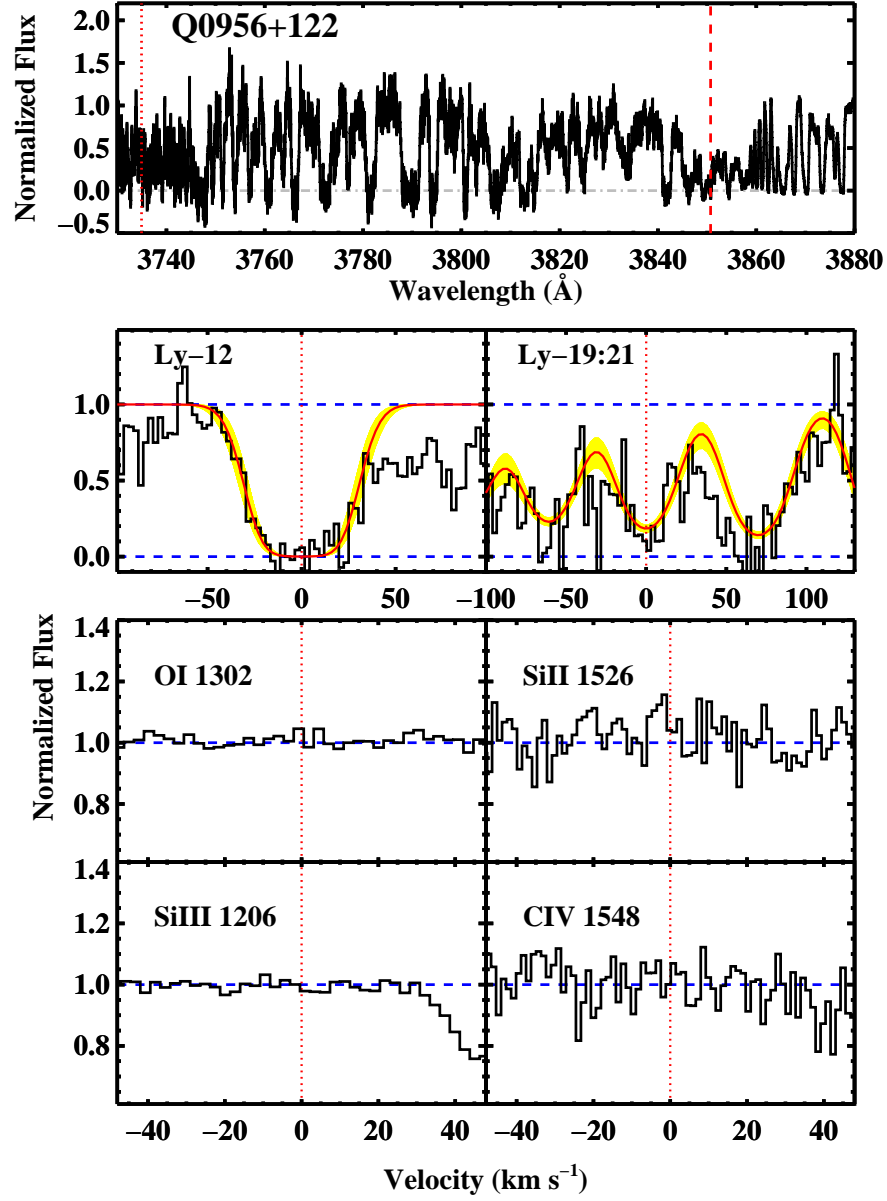 Q0956+122
Normalized Flux
2.0
1.5
1.0
0.5
0.0
−0.5
3740 3760 3780 3800 3820 3840 3860 3880
Wavelength (Å)
Ly−12
Ly−19:21
1.0
0.5
0.0
−50 0 50 −100 −50 0 50 100
Normalized Flux
1.4
1.2
1.0
0.8
OI 1302
SiII 1526
1.4
1.2
1.0
0.8
SiIII 1206
CIV 1548
−40 −20 0 20 40 −40 −20 0 20 40
Velocity (km s⁻¹)